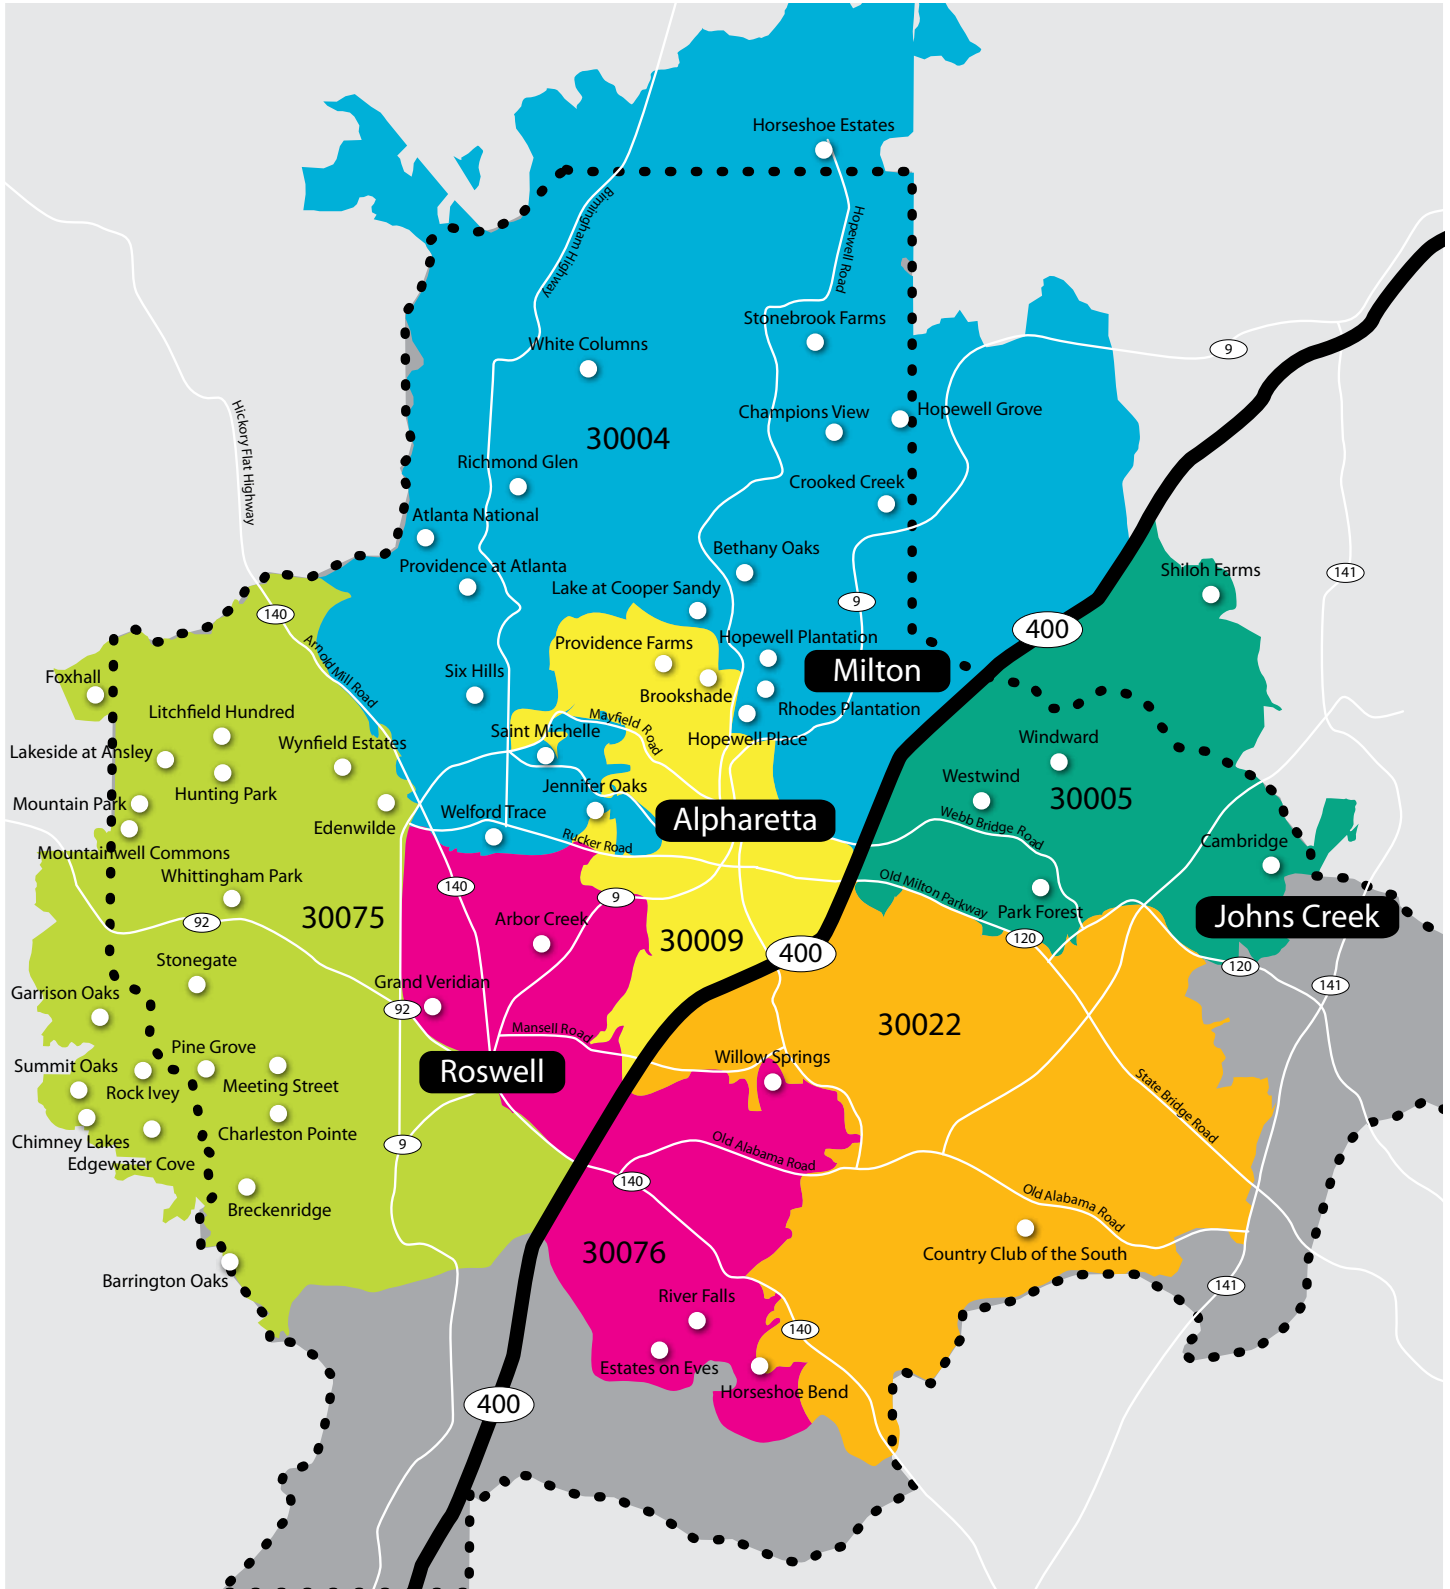 Horseshoe Estates
Birmingham Highway
Hopewell Road
Stonebrook Farms
White Columns
9
Hickory Flat Highway
Champions View
Hopewell Grove
30004
Richmond Glen
Crooked Creek
Atlanta National
Bethany Oaks
Providence at Atlanta
Shiloh Farms
141
Lake at Cooper Sandy
9
140
400
Arnold Mill Road
Providence Farms
Hopewell Plantation
Milton
Foxhall
Six Hills
Brookshade
Rhodes Plantation
Litchfield Hundred
Mayfield Road
Saint Michelle
Hopewell Place
Windward
Lakeside at Ansley
Wynfield Estates
Westwind
Hunting Park
Jennifer Oaks
30005
Mountain Park
Edenwilde
Welford Trace
Alpharetta
Webb Bridge Road
Rucker Road
Cambridge
Mountainwell Commons
Whittingham Park
140
Old Milton Parkway
9
30075
92
Arbor Creek
Park Forest
Johns Creek
30009
120
400
Stonegate
120
Grand Veridian
141
Garrison Oaks
92
30022
Mansell Road
Pine Grove
Willow Springs
Summit Oaks
Roswell
Rock Ivey
Meeting Street
State Bridge Road
Chimney Lakes
Charleston Pointe
9
Old Alabama Road
Edgewater Cove
140
Breckenridge
Old Alabama Road
30076
Country Club of the South
Barrington Oaks
141
River Falls
140
Estates on Eves
Horseshoe Bend
400